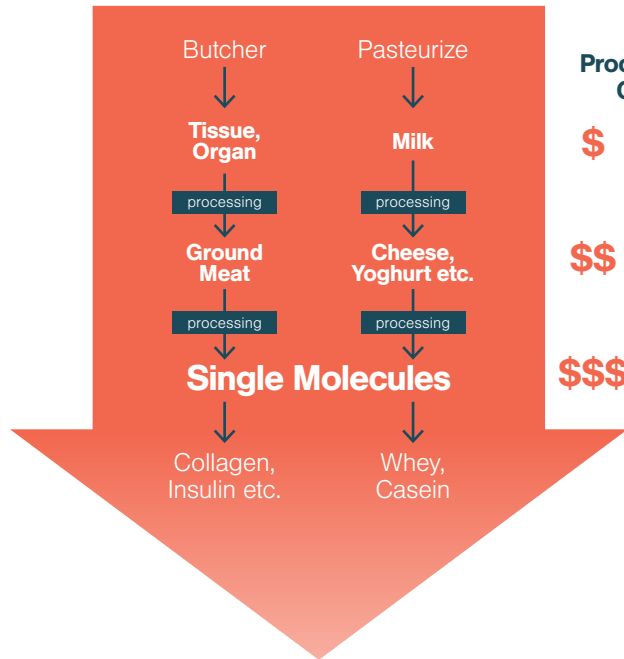 Butcher
Pasteurize
Tissue,
Organ
Milk
$
processing
processing
Ground
Meat
Cheese,
Yoghurt etc.
$$
processing
processing
Single Molecules
$$$
Collagen,
Insulin etc.
Whey,
Casein